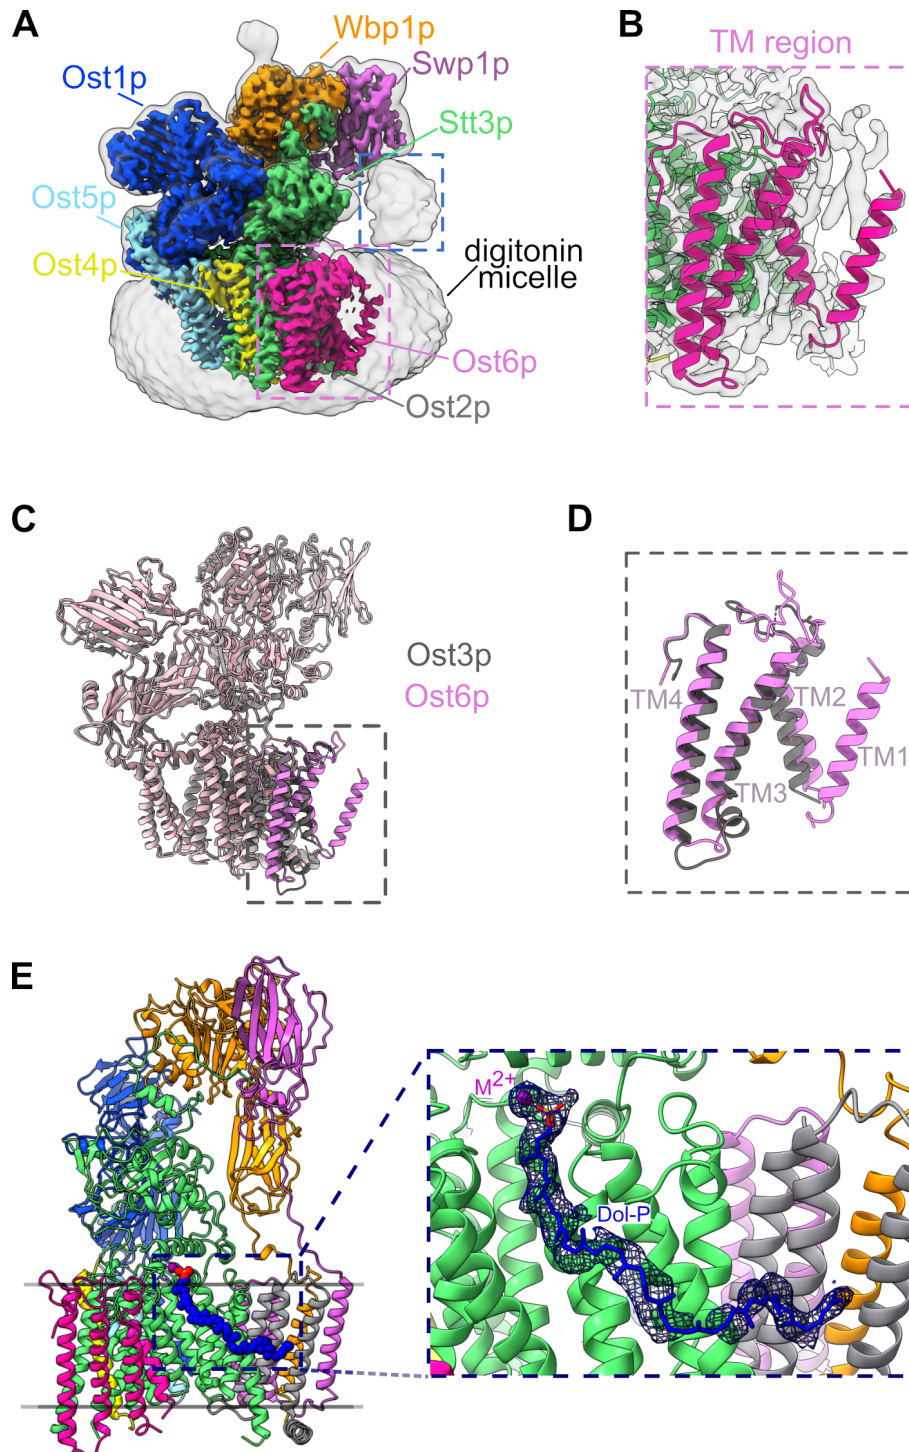 A
Wbp1p
Ost1p
Swp1p
Stt3p
Ost5p
Ost4p
digitonin
micelle
Ost6p
Ost2p
B
TM region
C
Ost3p
Ost6p
D
TM4
TM2
TM1
TM3
E
M2+
Dol-P